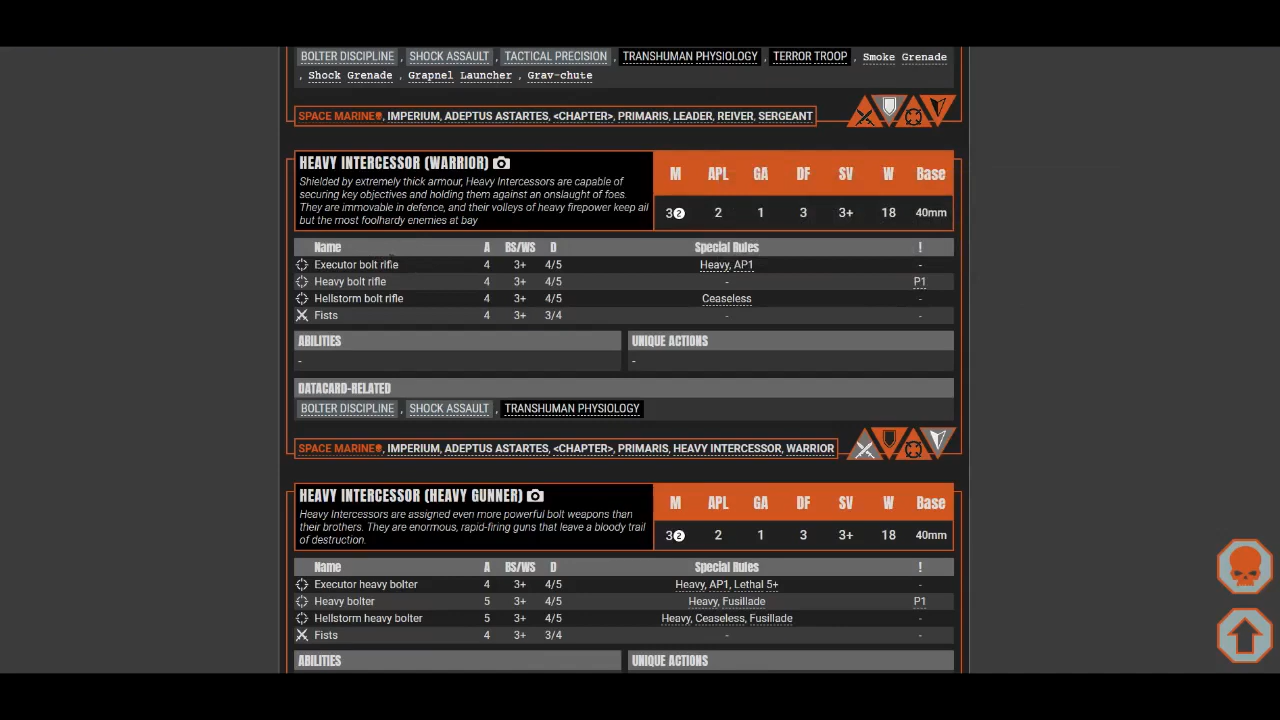 BOLTER DISCIPLINE , SHOCK ASSAULT , TACTICAL PRECISION , TRANSHUMAN PHYSIOLOGY , TERROR TROOP , Smoke Grenade
, Shock Grenade , Grapnel Launcher , Grav-chute
SPACE MARINE, IMPERIUM, ADEPTUS ASTARTES, <CHAPTER>, PRIMARIS, LEADER, REIVER, SERGEANT
HEAVY INTERCESSOR (WARRIOR)
Shielded by extremely thick armour, Heavy Intercessors are capable of
securing key objectives and holding them against an onslaught of foes.
They are immovable in defence, and their volleys of heavy firepower keep all
but the most foolhardy enemies at bay
M APL GA DF SV W Base
3② 2 1 3 3+ 18 40mm
Name A BS/WS D Special Rules !
Executor bolt rifle 4 3+ 4/5 Heavy, AP1 -
Heavy bolt rifle 4 3+ 4/5 - P1
Hellstorm bolt rifle 4 3+ 4/5 Ceaseless -
Fists 4 3+ 3/4 - -
ABILITIES UNIQUE ACTIONS
- -
DATACARD-RELATED
BOLTER DISCIPLINE , SHOCK ASSAULT , TRANSHUMAN PHYSIOLOGY
SPACE MARINE, IMPERIUM, ADEPTUS ASTARTES, <CHAPTER>, PRIMARIS, HEAVY INTERCESSOR, WARRIOR
HEAVY INTERCESSOR (HEAVY GUNNER)
Heavy Intercessors are assigned even more powerful bolt weapons than
their brothers. They are enormous, rapid-firing guns that leave a bloody trail
of destruction.
M APL GA DF SV W Base
3② 2 1 3 3+ 18 40mm
Name A BS/WS D Special Rules !
Executor heavy bolter 4 3+ 4/5 Heavy, AP1, Lethal 5+ -
Heavy bolter 5 3+ 4/5 Heavy, Fusillade P1
Hellstorm heavy bolter 5 3+ 4/5 Heavy, Ceaseless, Fusillade -
Fists 4 3+ 3/4 - -
ABILITIES UNIQUE ACTIONS